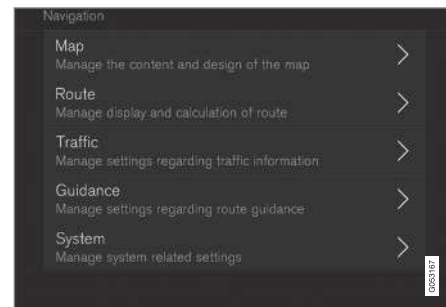 Navigation
Map
Manage the content and design of the map
Route
Manage display and calculation of route
Traffic
Manage settings regarding traffic information
Guidance
Manage settings regarding route guidance
System
Manage system related settings
G053167